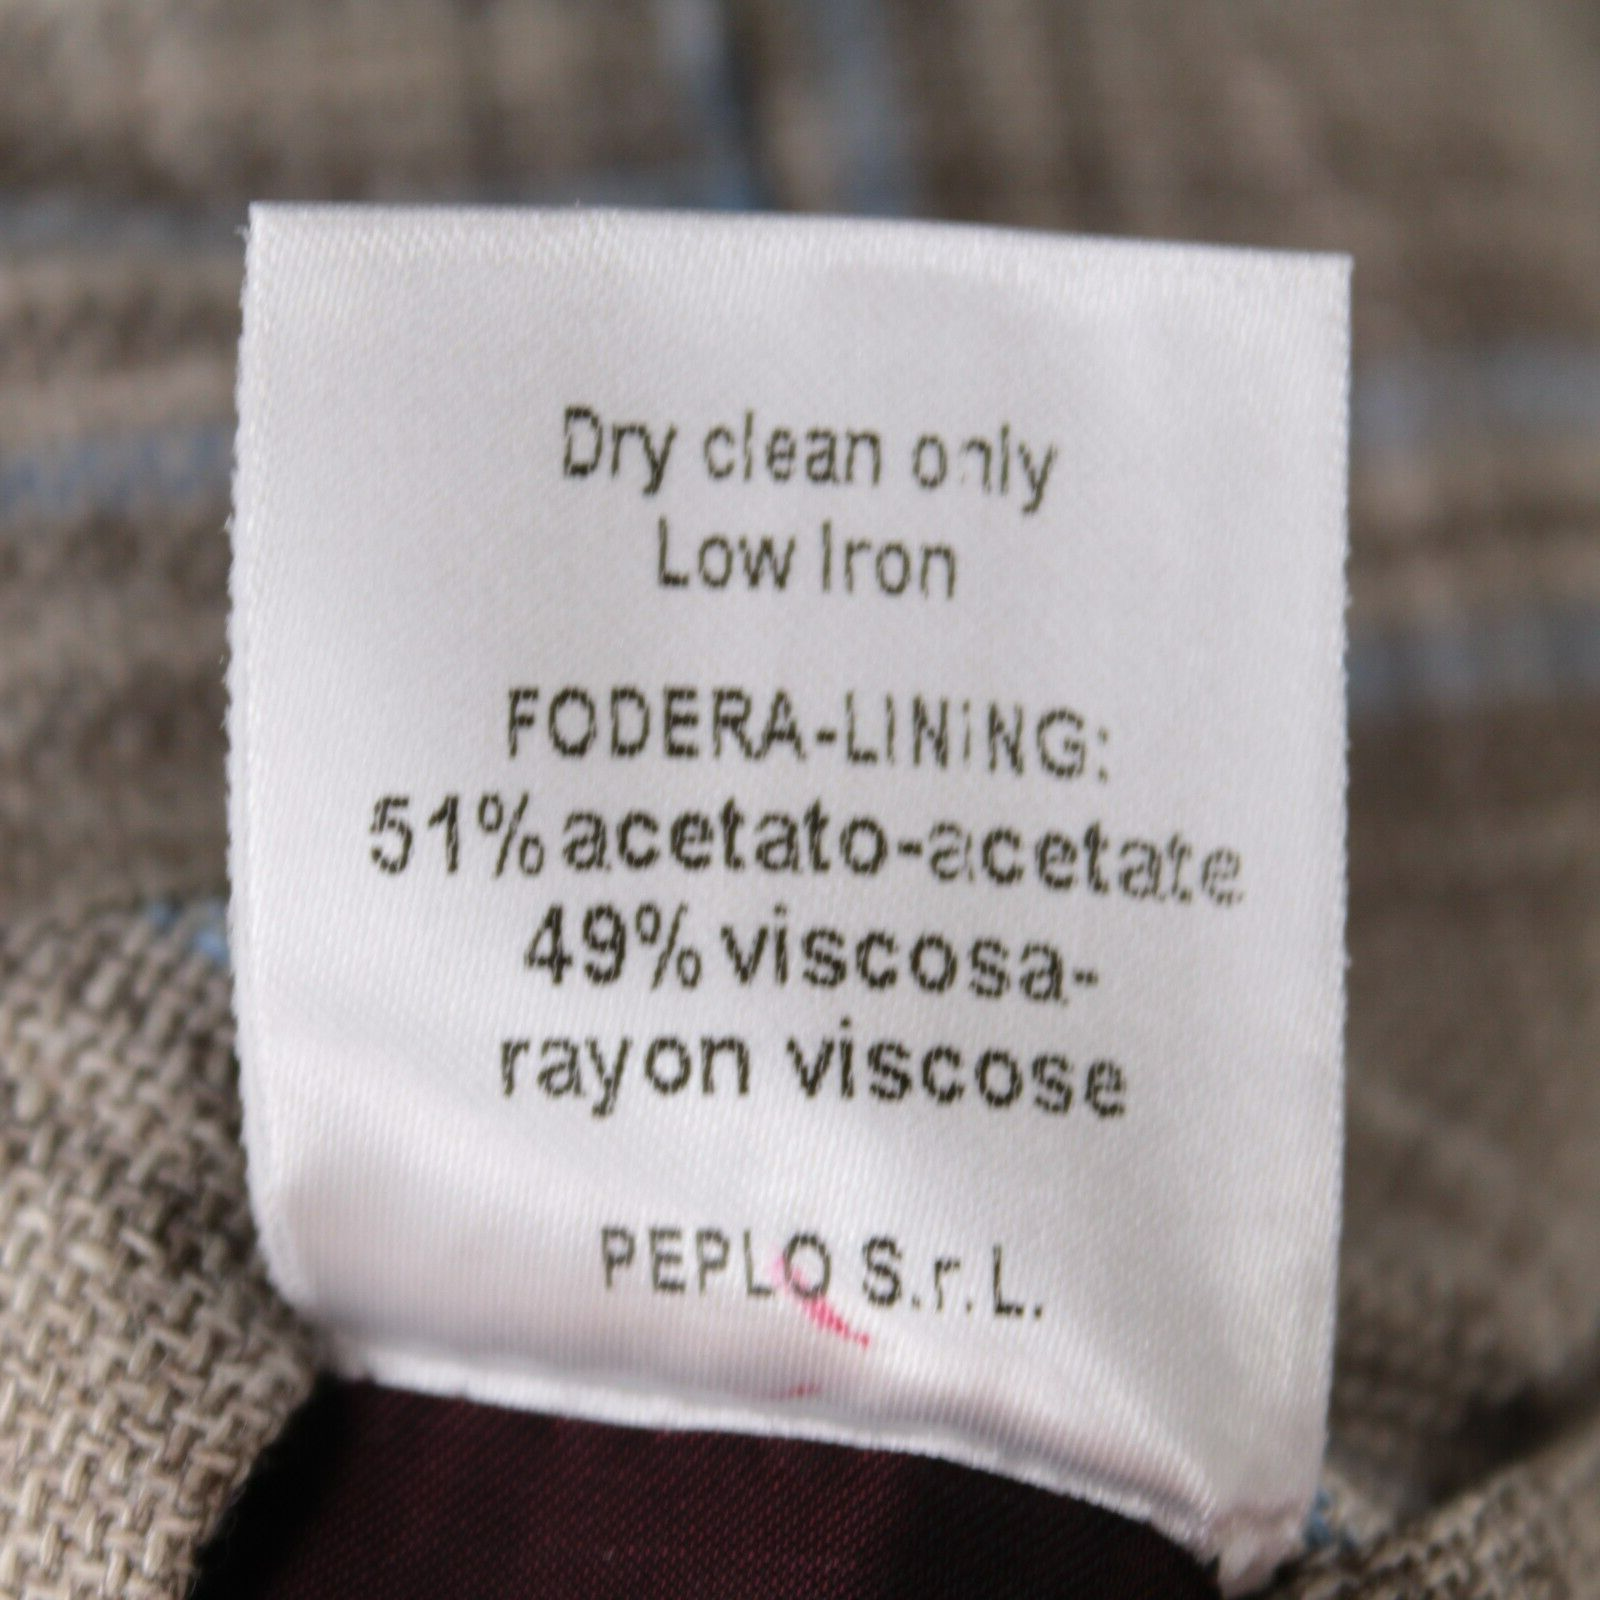 Dry clean only
Low Iron
FODERA-LINING:
51% acetato-acetate
49% viscosa-
rayon viscose
PEPLO S.r.L.